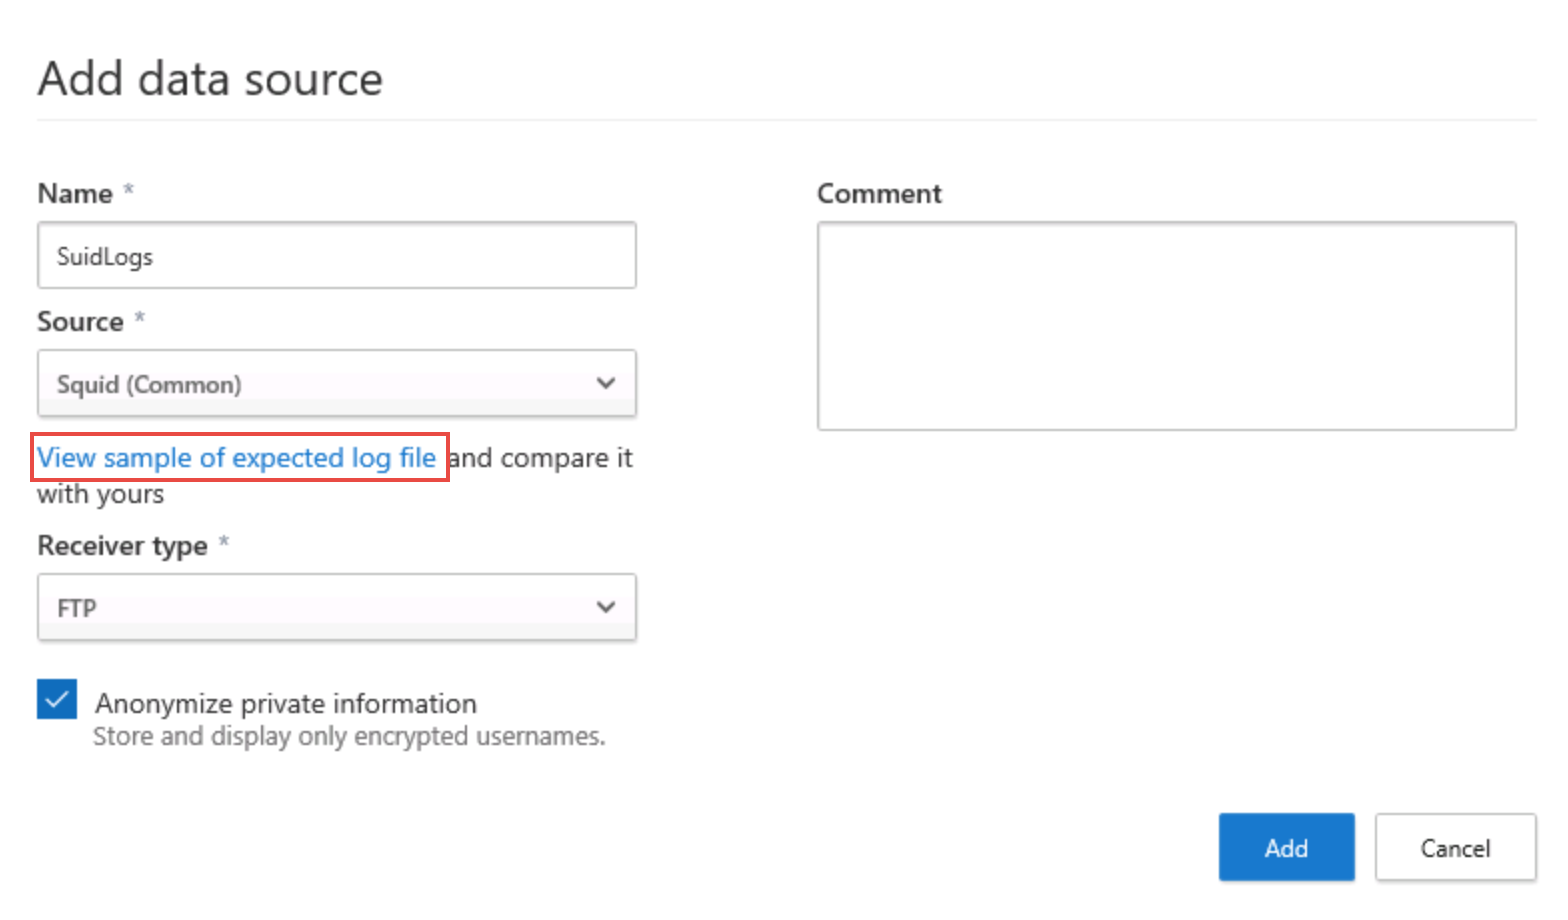 Add data source
Name *
SuidLogs
Source *
Squid (Common)
View sample of expected log file and compare it
with yours
Receiver type *
FTP
Anonymize private information
Store and display only encrypted usernames.
Comment
Add
Cancel